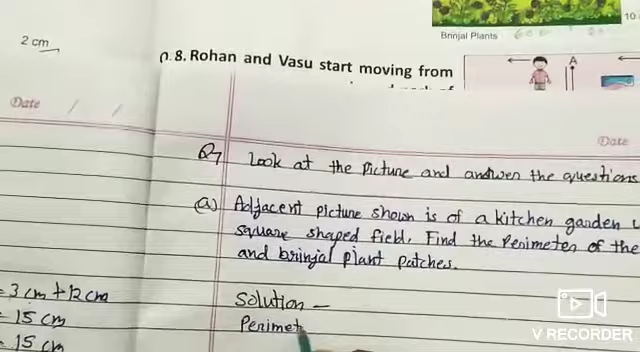 10
Brinjal Plants
2 cm
Q.8. Rohan and Vasu start moving from
A
Date / /
Date
Q7 Look at the Picture and answer the questions
(a) Adjacent picture shown is of a kitchen garden
square shaped field. Find the Perimeter of the
and brinjal plant patches.
= 3 cm + 12 cm
Solution -
= 15 cm
Perimet
= 15 cm
V RECORDER